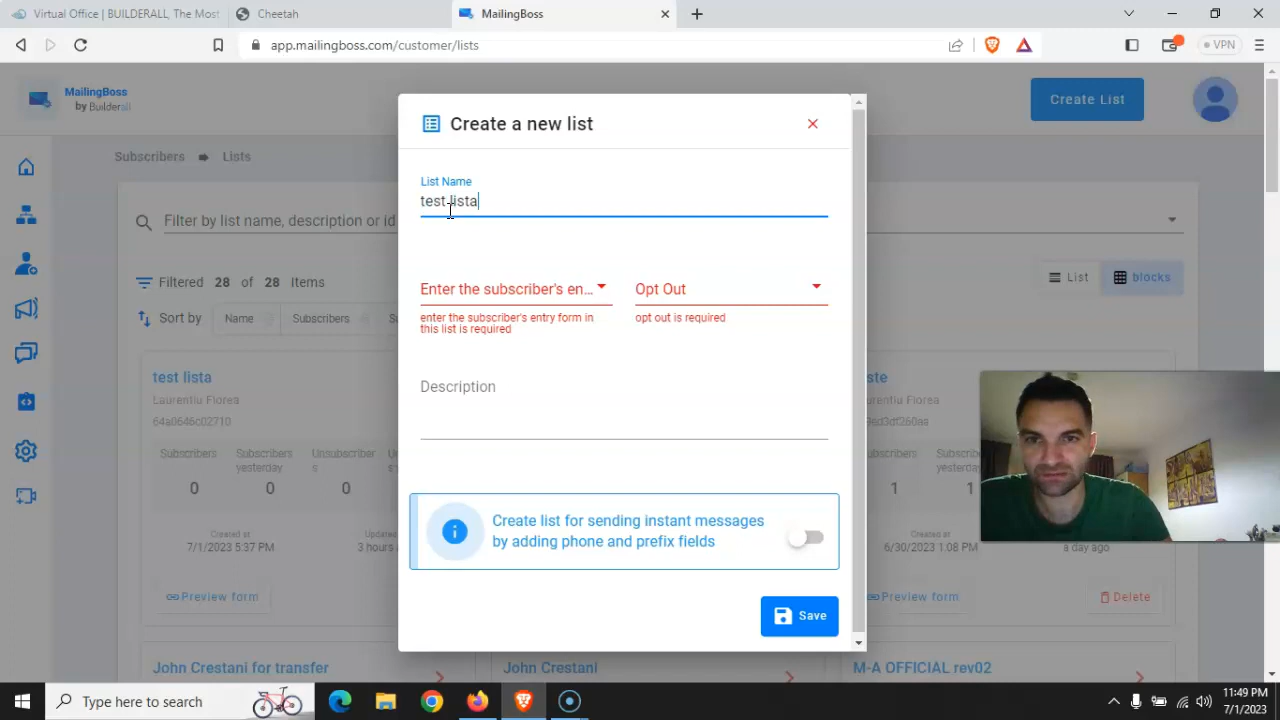 Virtual Office | BUILDERALL, The Most
Cheetah
MailingBoss
app.mailingboss.com/customer/lists
VPN
MailingBoss
by Builderall
Create List
Subscribers
Lists
Create a new list
List Name
test lista
Filter by list name, description or id
Filtered 28 of 28 Items
List
blocks
Sort by
Name
Subscribers
Enter the subscriber's en...
Opt Out
enter the subscriber's entry form in
this list is required
opt out is required
Description
test lista
Laurentiu Florea
64a0646c02710
Subscribers
Subscribers
yesterday
Unsubscriber
s
0
0
0
Created at
7/1/2023 5:37 PM
3 hours
Preview form
ste
Laurentiu Florea
9ed3df260aa
Subscribers
Subscribers
yesterday
1
1
Created at
6/30/2023 1:08 PM
a day ago
Preview form
Delete
Create list for sending instant messages
by adding phone and prefix fields
Save
John Crestani for transfer
John Crestani
M-A OFFICIAL rev02
Type here to search
11:49 PM
7/1/2023